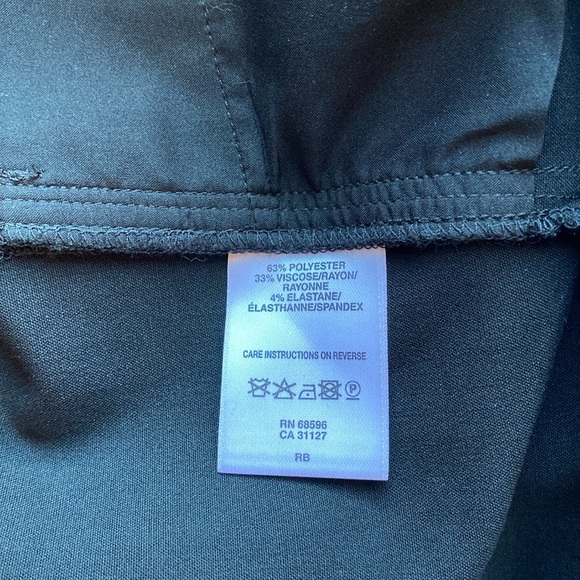 63% POLYESTER
33% VISCOSE/RAYON/
RAYONNE
4% ELASTANE/
ÉLASTHANNE/SPANDEX
CARE INSTRUCTIONS ON REVERSE
P
RN 68596
CA 31127
RB